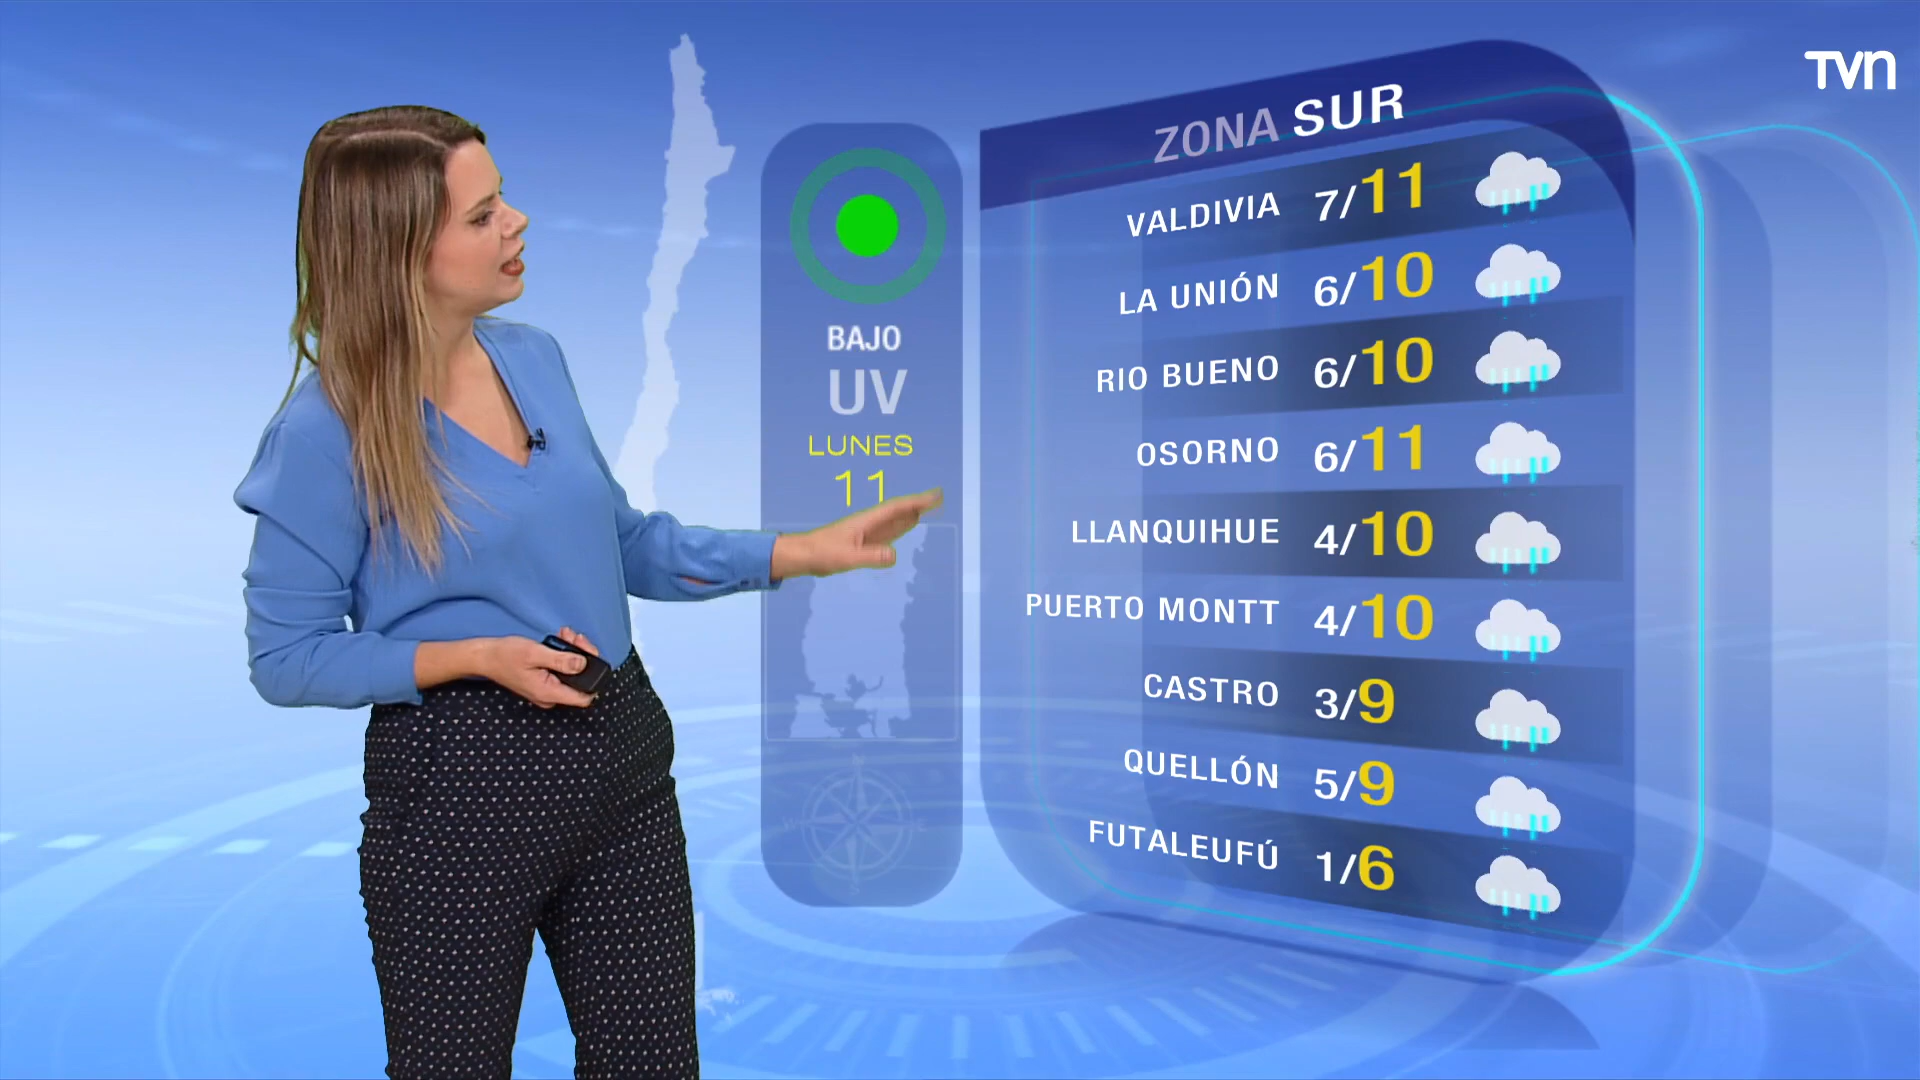 TVN
ZONA SUR
BAJO
UV
LUNES
11
VALDIVIA 7/11
LA UNIÓN 6/10
RIO BUENO 6/10
OSORNO 6/11
LLANQUIHUE 4/10
PUERTO MONTT 4/10
CASTRO 3/9
QUELLÓN 5/9
FUTALEUFÚ 1/6